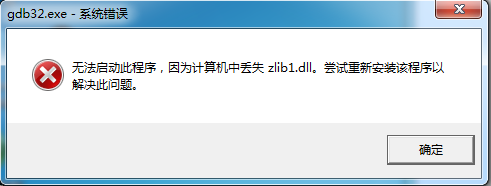 gdb32.exe - 系统错误
无法启动此程序，因为计算机中丢失 zlib1.dll。尝试重新安装该程序以
解决此问题。
确定